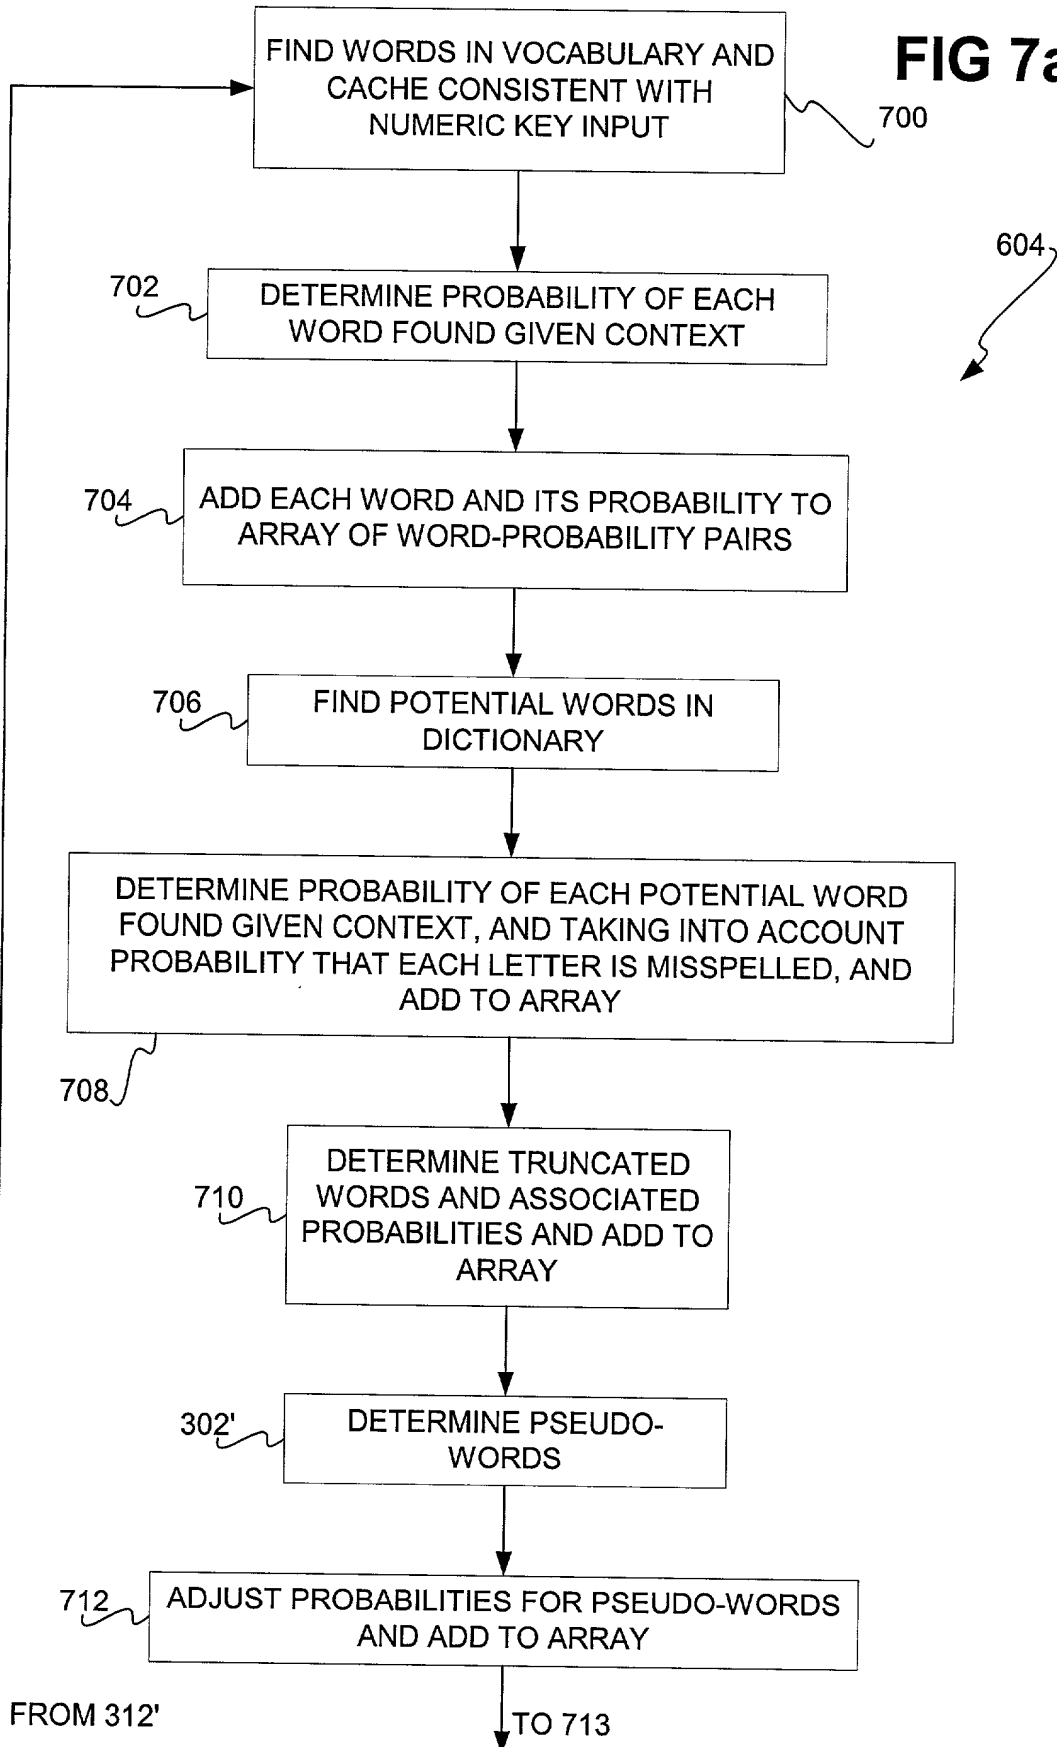 FIG 7a
FIND WORDS IN VOCABULARY AND
CACHE CONSISTENT WITH
NUMERIC KEY INPUT
700
604
702
DETERMINE PROBABILITY OF EACH
WORD FOUND GIVEN CONTEXT
704
ADD EACH WORD AND ITS PROBABILITY TO
ARRAY OF WORD-PROBABILITY PAIRS
706
FIND POTENTIAL WORDS IN
DICTIONARY
DETERMINE PROBABILITY OF EACH POTENTIAL WORD
FOUND GIVEN CONTEXT, AND TAKING INTO ACCOUNT
PROBABILITY THAT EACH LETTER IS MISSPELLED, AND
ADD TO ARRAY
708
710
DETERMINE TRUNCATED
WORDS AND ASSOCIATED
PROBABILITIES AND ADD TO
ARRAY
302'
DETERMINE PSEUDO-
WORDS
712
ADJUST PROBABILITIES FOR PSEUDO-WORDS
AND ADD TO ARRAY
FROM 312'
TO 713